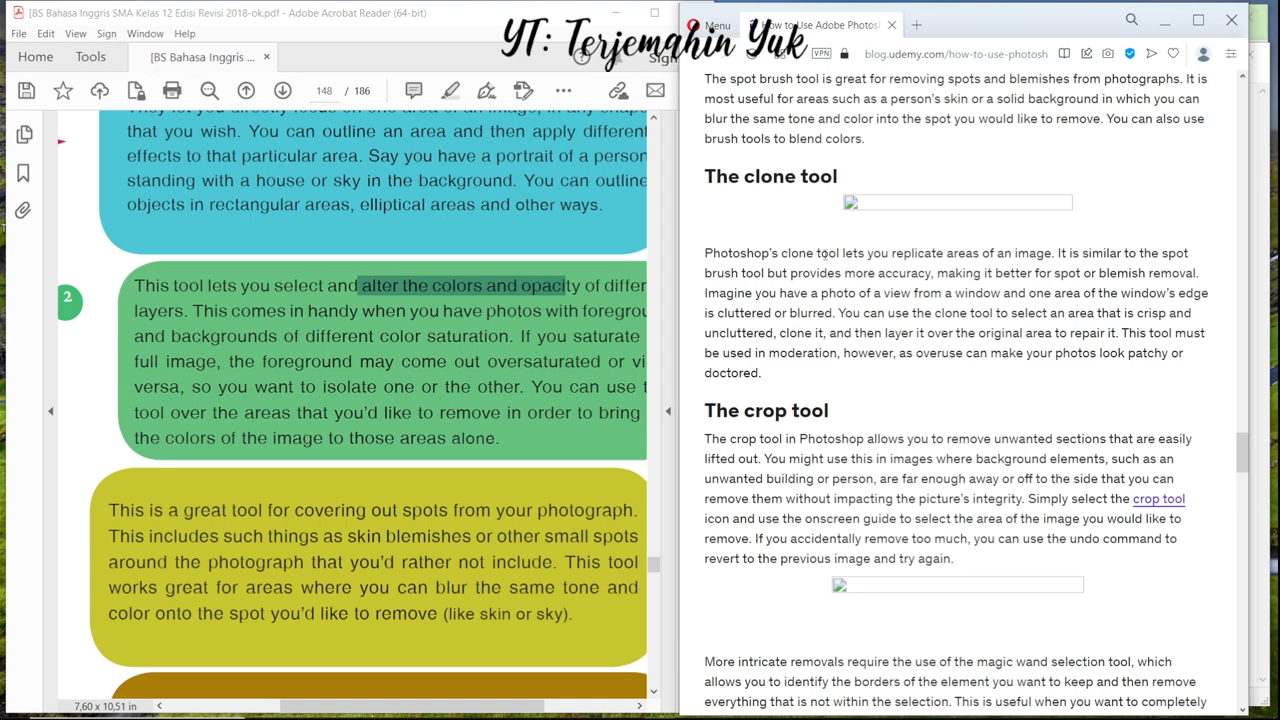 [BS Bahasa Inggris SMA Kelas 12 Edisi Revisi 2018-ok.pdf - Adobe Acrobat Reader (64-bit)
File Edit View Sign Window Help
Home Tools [BS Bahasa Inggris ... × Sign
148 / 186
YT: Terjemahin Yuk
that you wish. You can outline an area and then apply different
effects to that particular area. Say you have a portrait of a person
standing with a house or sky in the background. You can outline
objects in rectangular areas, elliptical areas and other ways.
2
This tool lets you select and alter the colors and opacity of differ
layers. This comes in handy when you have photos with foregrou
and backgrounds of different color saturation. If you saturate
full image, the foreground may come out oversaturated or vi
versa, so you want to isolate one or the other. You can use t
tool over the areas that you'd like to remove in order to bring
the colors of the image to those areas alone.
This is a great tool for covering out spots from your photograph.
This includes such things as skin blemishes or other small spots
around the photograph that you'd rather not include. This tool
works great for areas where you can blur the same tone and
color onto the spot you'd like to remove (like skin or sky).
7,60 x 10,51 in
Menu How to Use Adobe Photos
VPN blog.udemy.com/how-to-use-photosh
The spot brush tool is great for removing spots and blemishes from photographs. It is
most useful for areas such as a person's skin or a solid background in which you can
blur the same tone and color into the spot you would like to remove. You can also use
brush tools to blend colors.
The clone tool
Photoshop's clone tool lets you replicate areas of an image. It is similar to the spot
brush tool but provides more accuracy, making it better for spot or blemish removal.
Imagine you have a photo of a view from a window and one area of the window's edge
is cluttered or blurred. You can use the clone tool to select an area that is crisp and
uncluttered, clone it, and then layer it over the original area to repair it. This tool must
be used in moderation, however, as overuse can make your photos look patchy or
doctored.
The crop tool
The crop tool in Photoshop allows you to remove unwanted sections that are easily
lifted out. You might use this in images where background elements, such as an
unwanted building or person, are far enough away or off to the side that you can
remove them without impacting the picture's integrity. Simply select the crop tool
icon and use the onscreen guide to select the area of the image you would like to
remove. If you accidentally remove too much, you can use the undo command to
revert to the previous image and try again.
More intricate removals require the use of the magic wand selection tool, which
allows you to identify the borders of the element you want to keep and then remove
everything that is not within the selection. This is useful when you want to completely